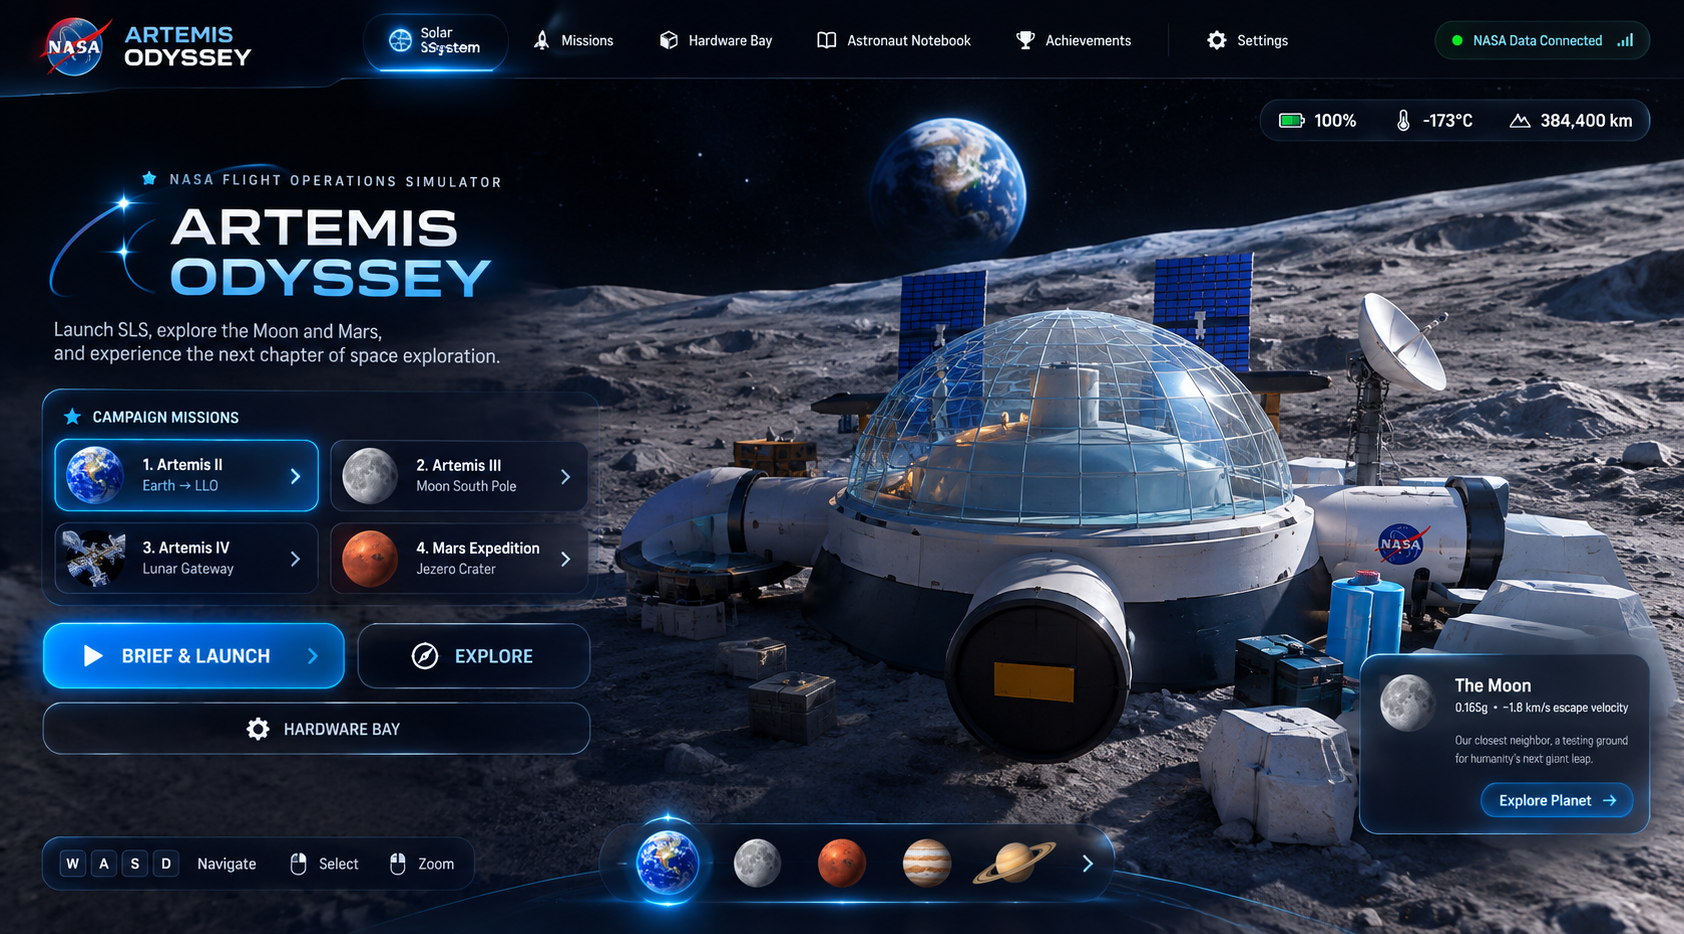 NASA
ARTEMIS
ODYSSEY
Solar
Missions
Hardware Bay
Astronaut Notebook
Achievements
Settings
NASA Data Connected
100%
-173°C
384,400 km
NASA FLIGHT OPERATIONS SIMULATOR
ARTEMIS
ODYSSEY
Launch SLS, explore the Moon and Mars,
and experience the next chapter of space exploration.
CAMPAIGN MISSIONS
1. Artemis II
Earth → LLO
2. Artemis III
Moon South Pole
3. Artemis IV
Lunar Gateway
4. Mars Expedition
Jezero Crater
BRIEF & LAUNCH
EXPLORE
HARDWARE BAY
NASA
The Moon
0.165g • ~1.8 km/s escape velocity
Our closest neighbor, a testing ground
for humanity's next giant leap.
Explore Planet →
W A S D Navigate Select Zoom